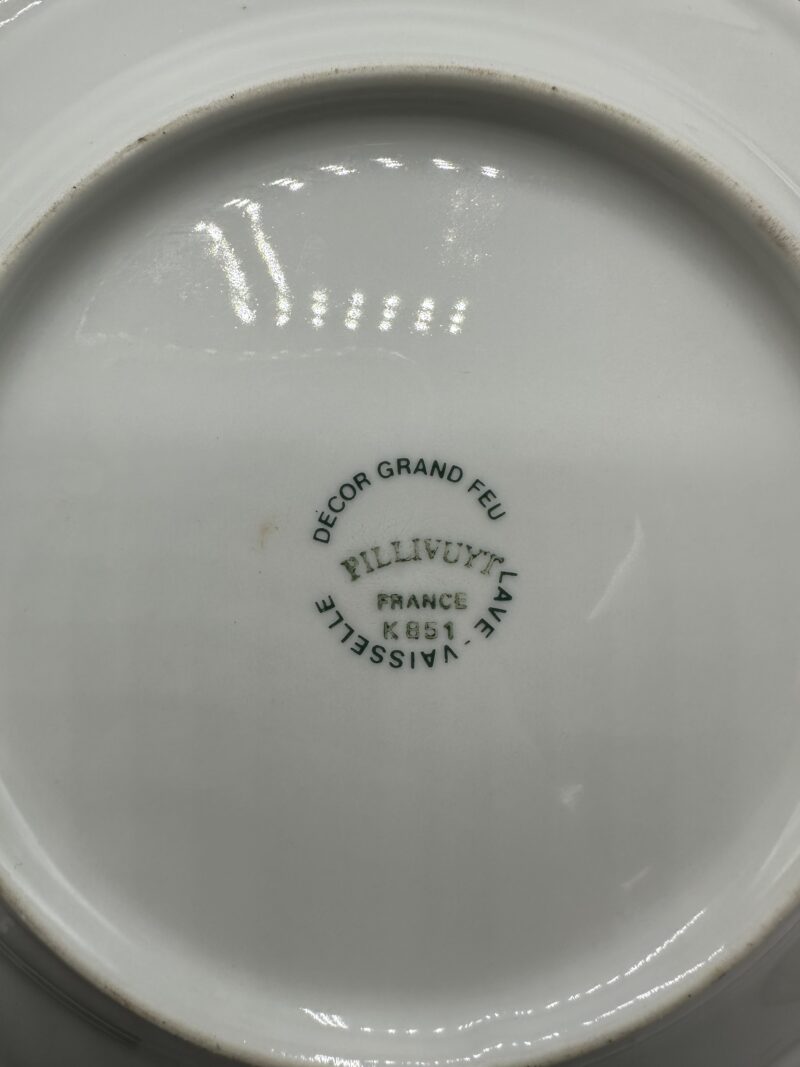 DÉCOR GRAND FEU
PILLIVUYT
FRANCE
K851
LAVE-VAISSELLE